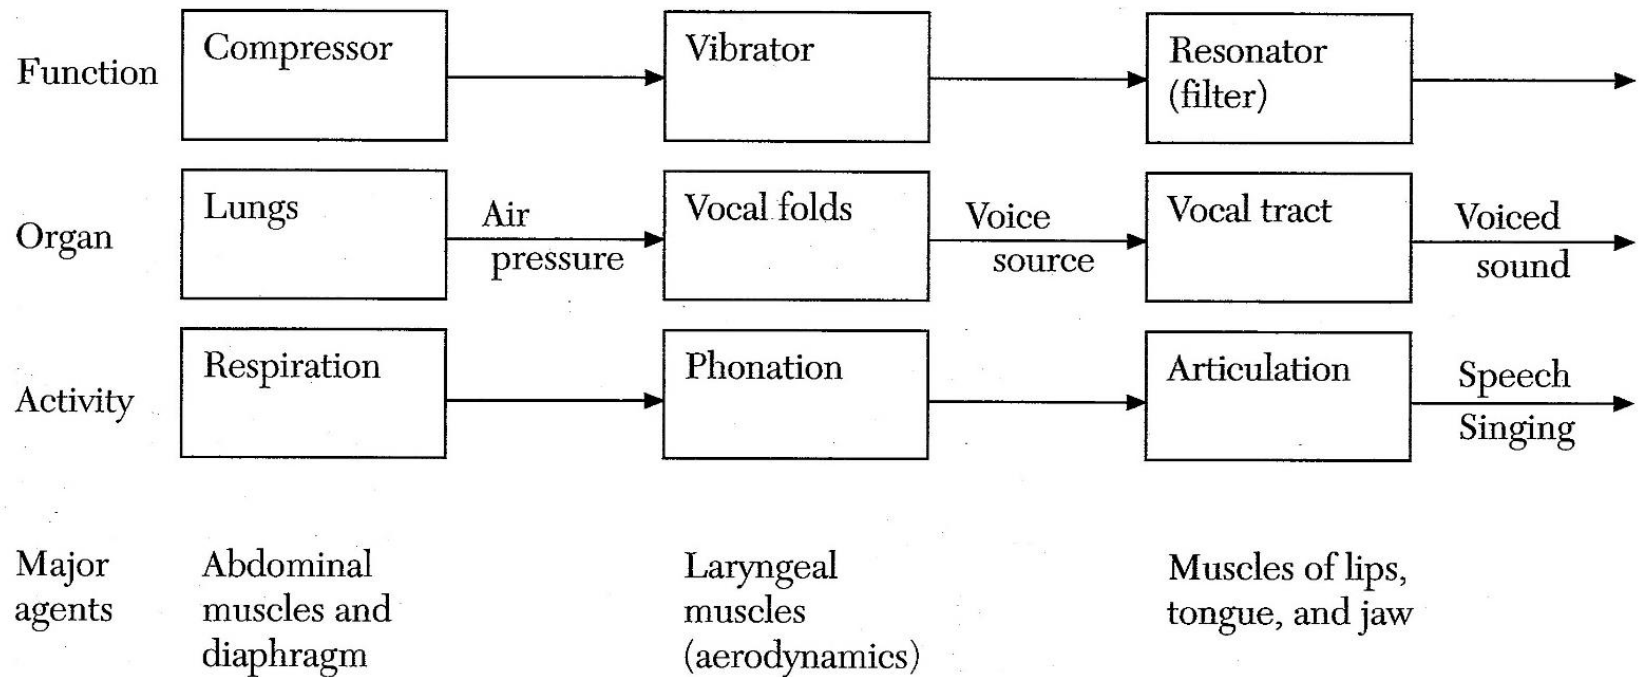 Function
Compressor
Vibrator
Resonator
(filter)
Organ
Lungs
Air
pressure
Vocal folds
Voice
source
Vocal tract
Voiced
sound
Activity
Respiration
Phonation
Articulation
Speech
Singing
Major
agents
Abdominal
muscles and
diaphragm
Laryngeal
muscles
(aerodynamics)
Muscles of lips,
tongue, and jaw